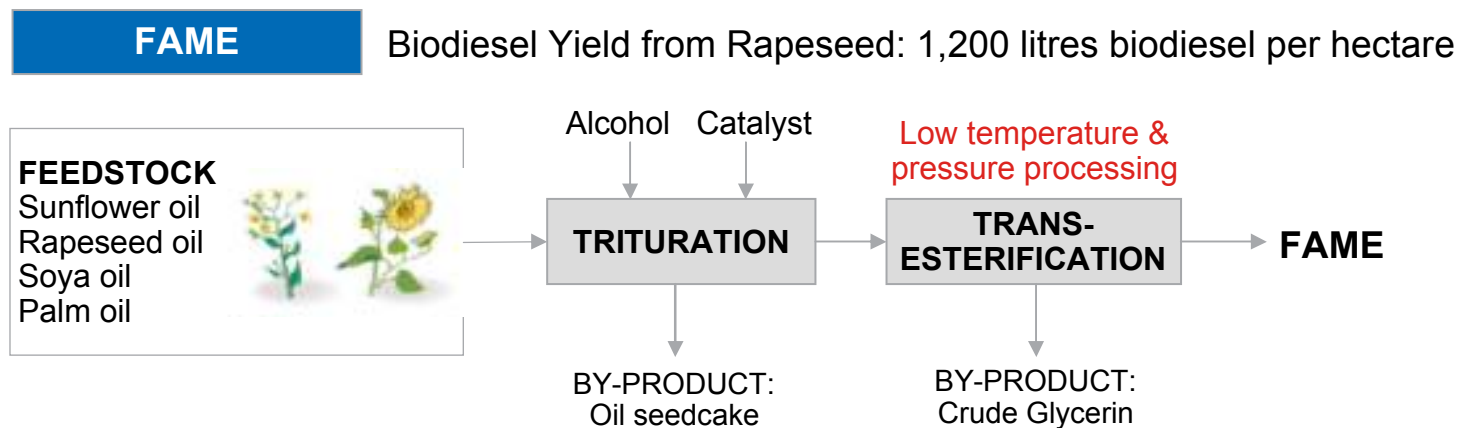 FAME
Biodiesel Yield from Rapeseed: 1,200 litres biodiesel per hectare
FEEDSTOCK
Sunflower oil
Rapeseed oil
Soya oil
Palm oil
Alcohol
Catalyst
TRITURATION
BY-PRODUCT:
Oil seedcake
Low temperature &
pressure processing
TRANS-
ESTERIFICATION
BY-PRODUCT:
Crude Glycerin
FAME